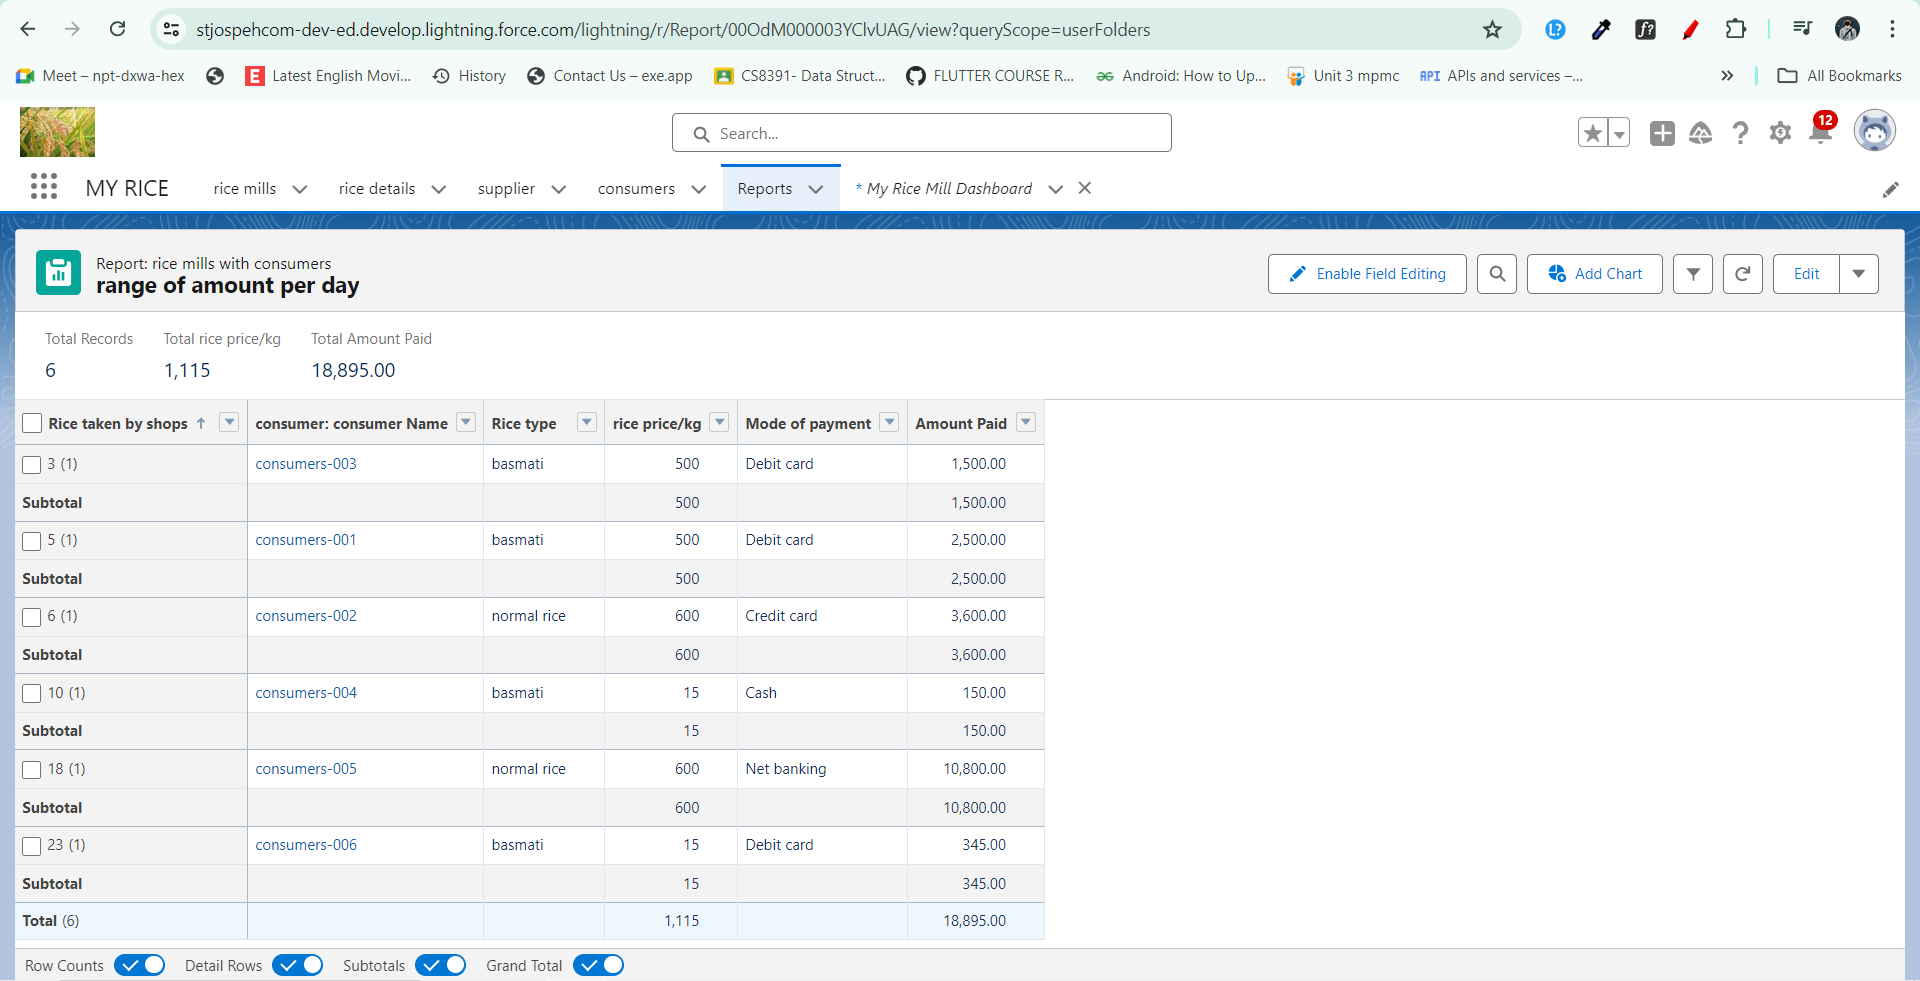 stjospehcom-dev-ed.develop.lightning.force.com/lightning/r/Report/00OdM000003YClvUAG/view?queryScope=userFolders
Meet – npt-dxwa-hex
Latest English Movi...
History
Contact Us – exe.app
CS8391- Data Struct...
FLUTTER COURSE R...
Android: How to Up...
Unit 3 mpmc
API APIs and services –...
All Bookmarks
Search...
12
MY RICE
rice mills
rice details
supplier
consumers
Reports
* My Rice Mill Dashboard
Report: rice mills with consumers
range of amount per day
Enable Field Editing
Add Chart
Edit
Total Records Total rice price/kg Total Amount Paid
6 1,115 18,895.00
Rice taken by shops consumer: consumer Name Rice type rice price/kg Mode of payment Amount Paid
3 (1) consumers-003 basmati 500 Debit card 1,500.00
Subtotal 500 1,500.00
5 (1) consumers-001 basmati 500 Debit card 2,500.00
Subtotal 500 2,500.00
6 (1) consumers-002 normal rice 600 Credit card 3,600.00
Subtotal 600 3,600.00
10 (1) consumers-004 basmati 15 Cash 150.00
Subtotal 15 150.00
18 (1) consumers-005 normal rice 600 Net banking 10,800.00
Subtotal 600 10,800.00
23 (1) consumers-006 basmati 15 Debit card 345.00
Subtotal 15 345.00
Total (6) 1,115 18,895.00
Row Counts Detail Rows Subtotals Grand Total